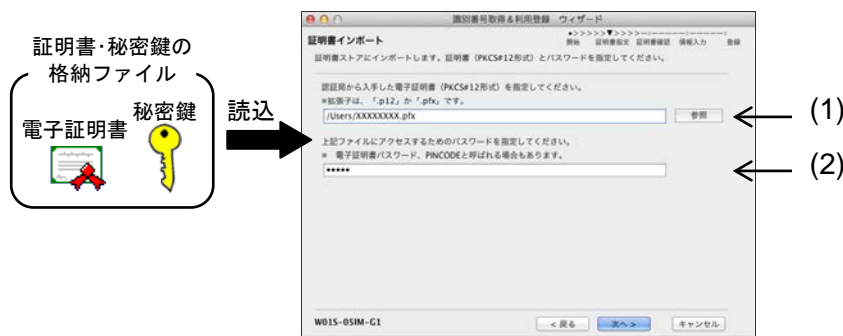 証明書・秘密鍵の
格納ファイル
電子証明書
秘密鍵
読込
識別番号取得＆利用登録 ウィザード
証明書インポート
●>>>>>▼>>>>--:--------:--------:
開始 証明書指定 証明書確認 情報入力 登録
証明書ストアにインポートします。証明書（PKCS#12形式）とパスワードを指定してください。
認証局から入手した電子証明書（PKCS#12形式）を指定してください。
※拡張子は、「.p12」か「.pfx」です。
/Users/XXXXXXXX.pfx
参照
(1)
上記ファイルにアクセスするためのパスワードを指定してください。
※ 電子証明書パスワード、PINCODEと呼ばれる場合もあります。
•••••
(2)
W01S-05IM-G1
< 戻る
次へ >
キャンセル